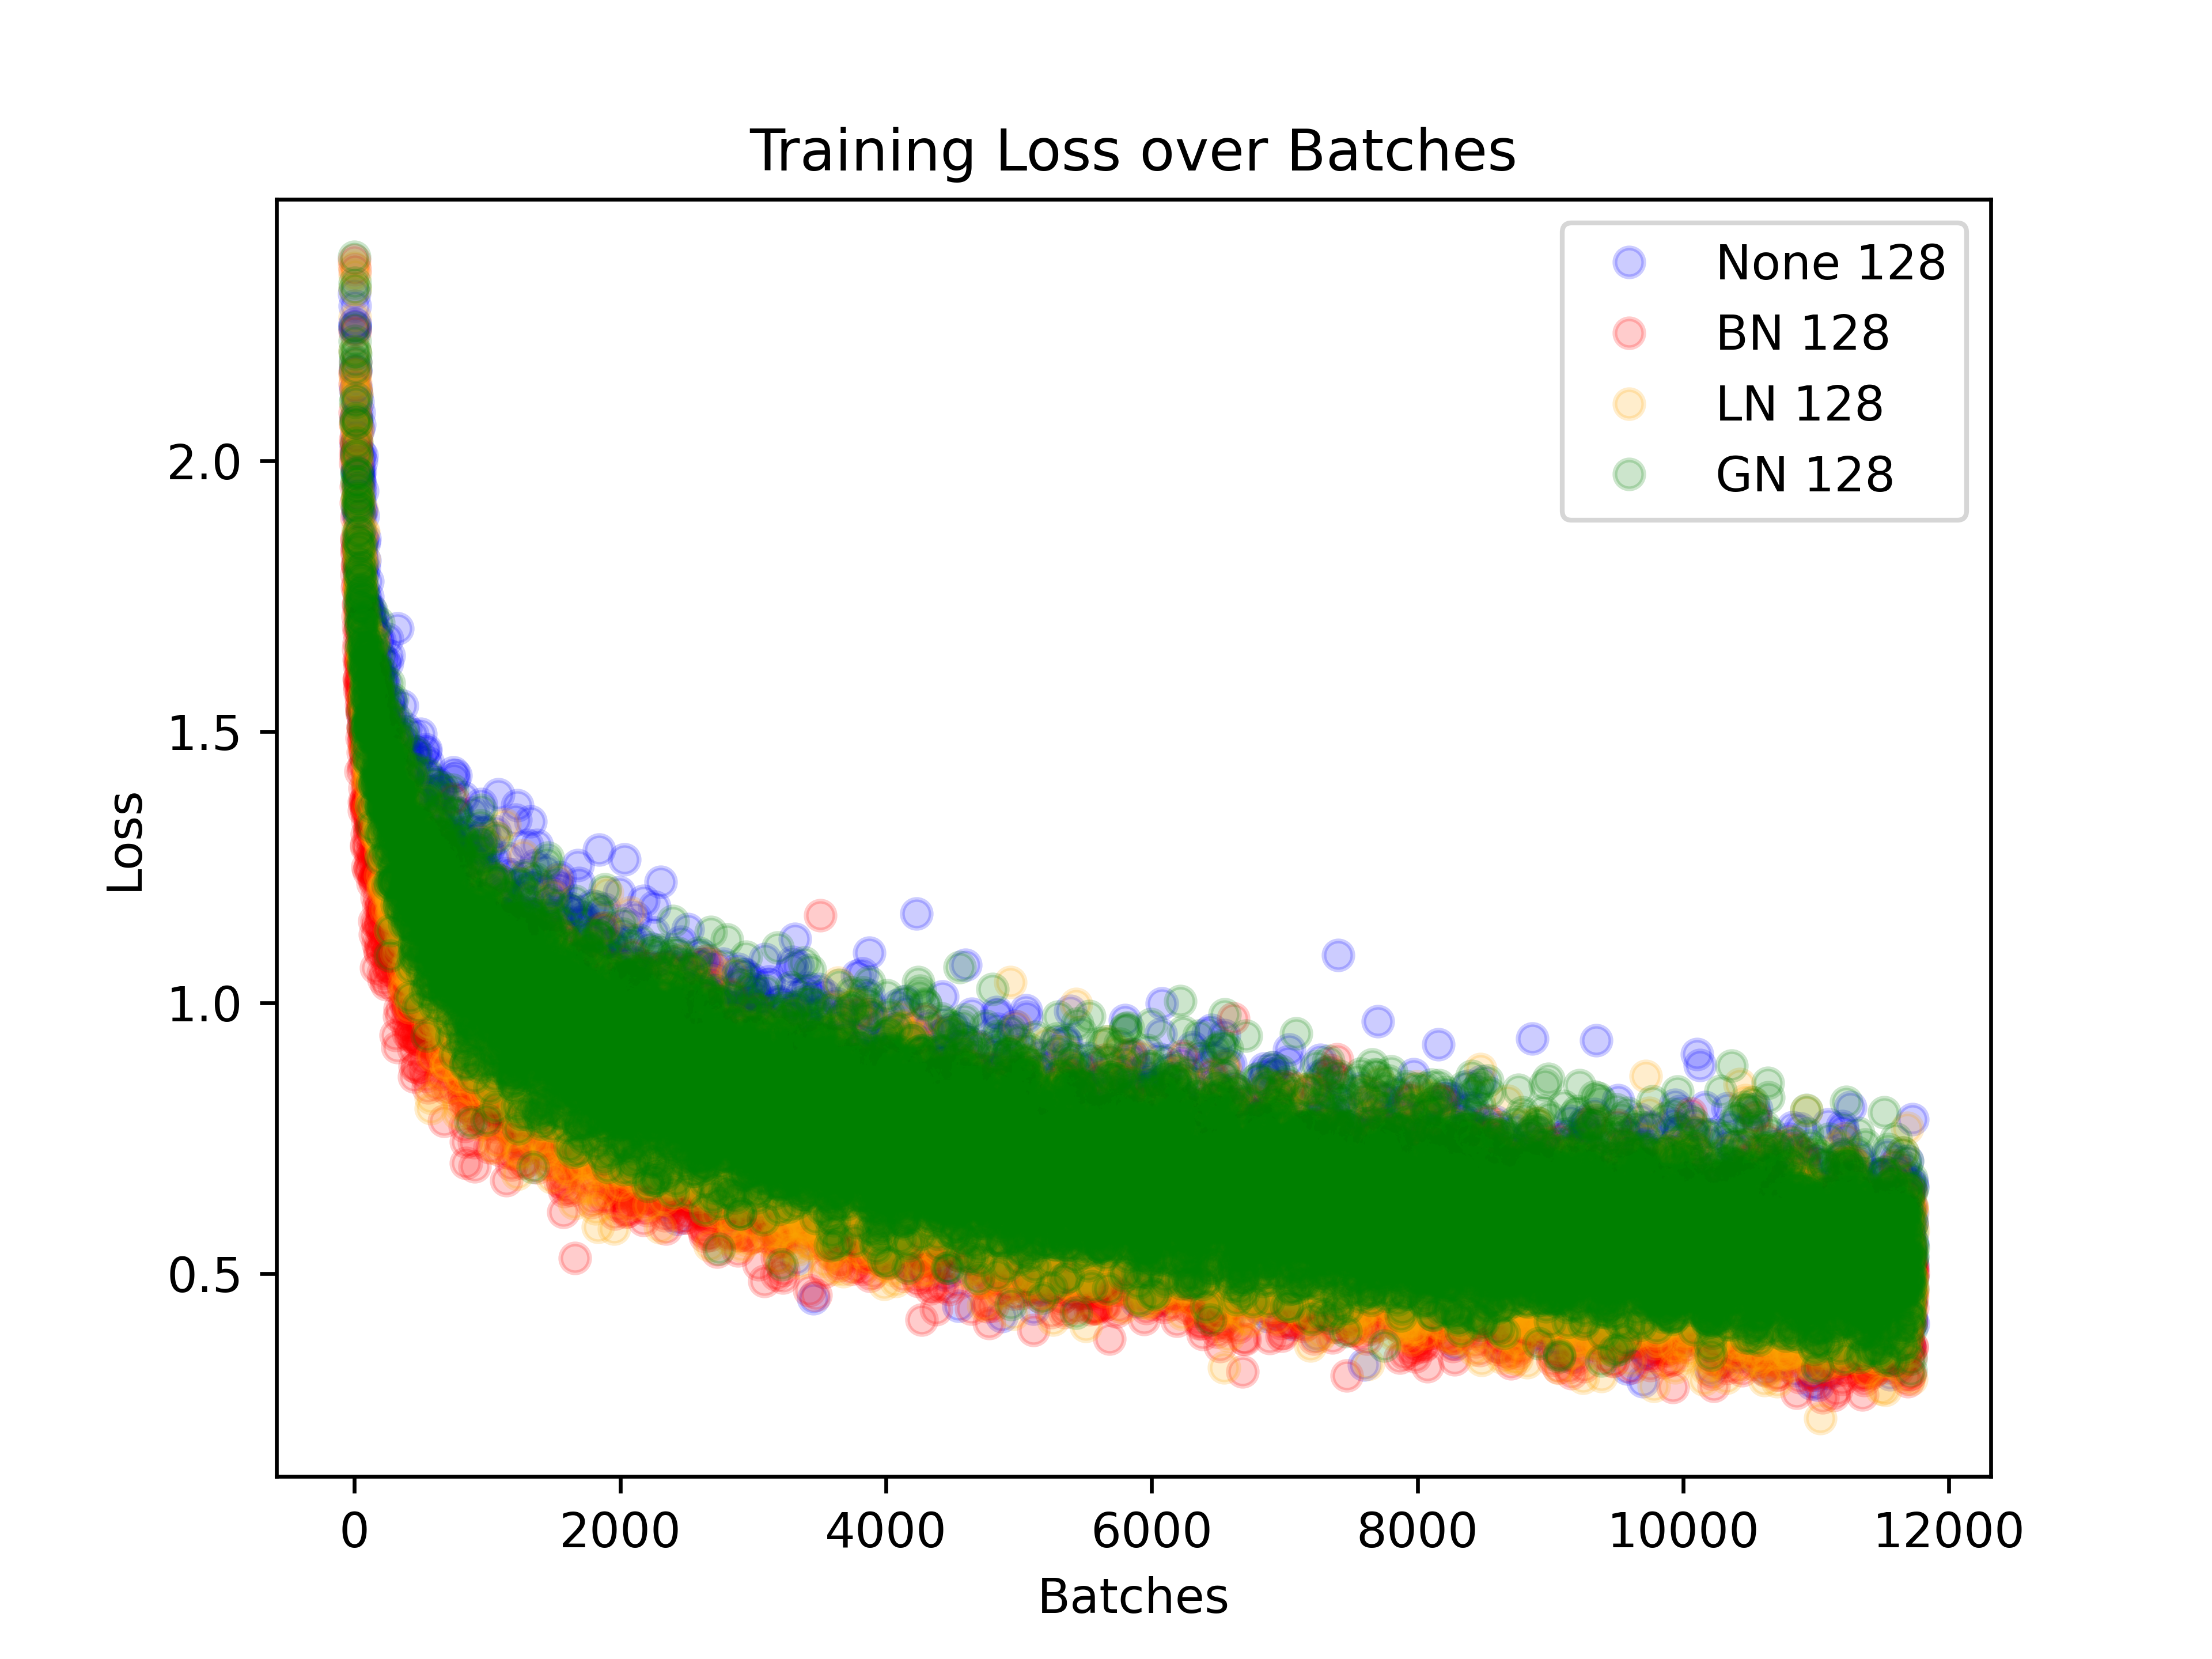 Training Loss over Batches
None 128
BN 128
LN 128
GN 128
2.0
1.5
1.0
0.5
Loss
0 2000 4000 6000 8000 10000 12000
Batches